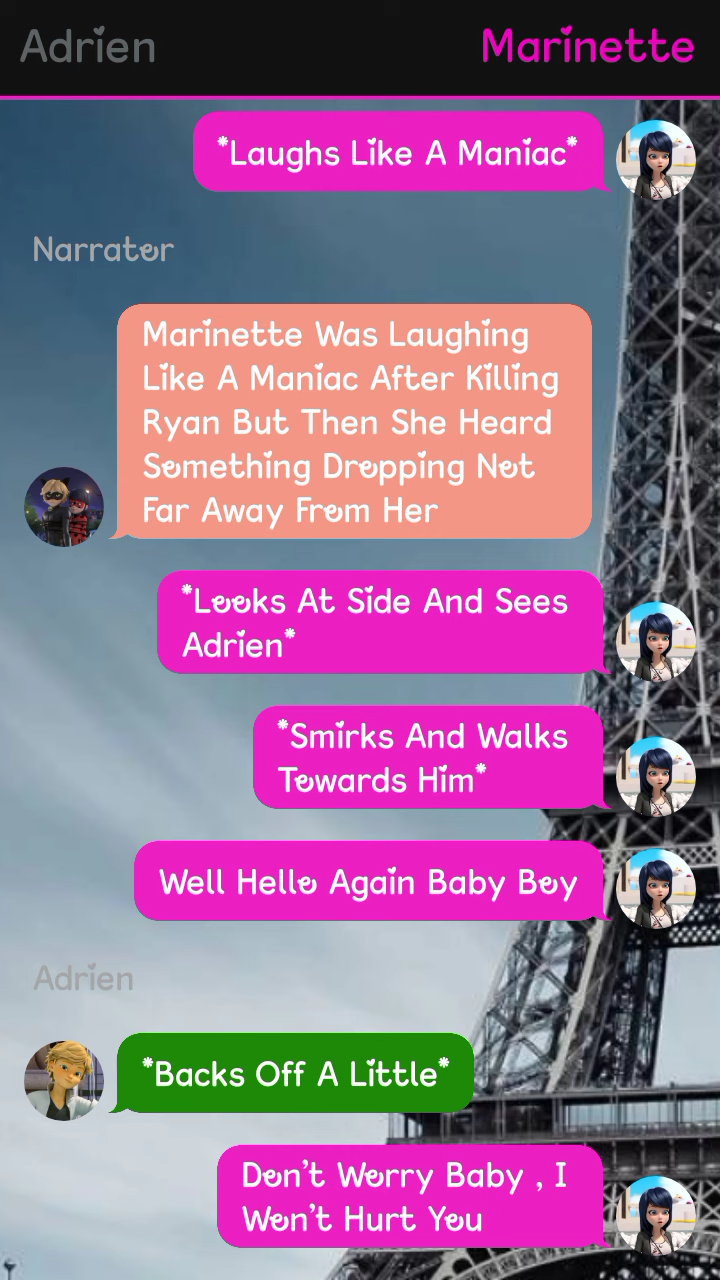 Adrien
Marinette
*Laughs Like A Maniac*
Narrator
Marinette Was Laughing
Like A Maniac After Killing
Ryan But Then She Heard
Something Dropping Not
Far Away From Her
*Looks At Side And Sees
Adrien*
*Smirks And Walks
Towards Him*
Well Hello Again Baby Boy
Adrien
*Backs Off A Little*
Don't Worry Baby , I
Won't Hurt You